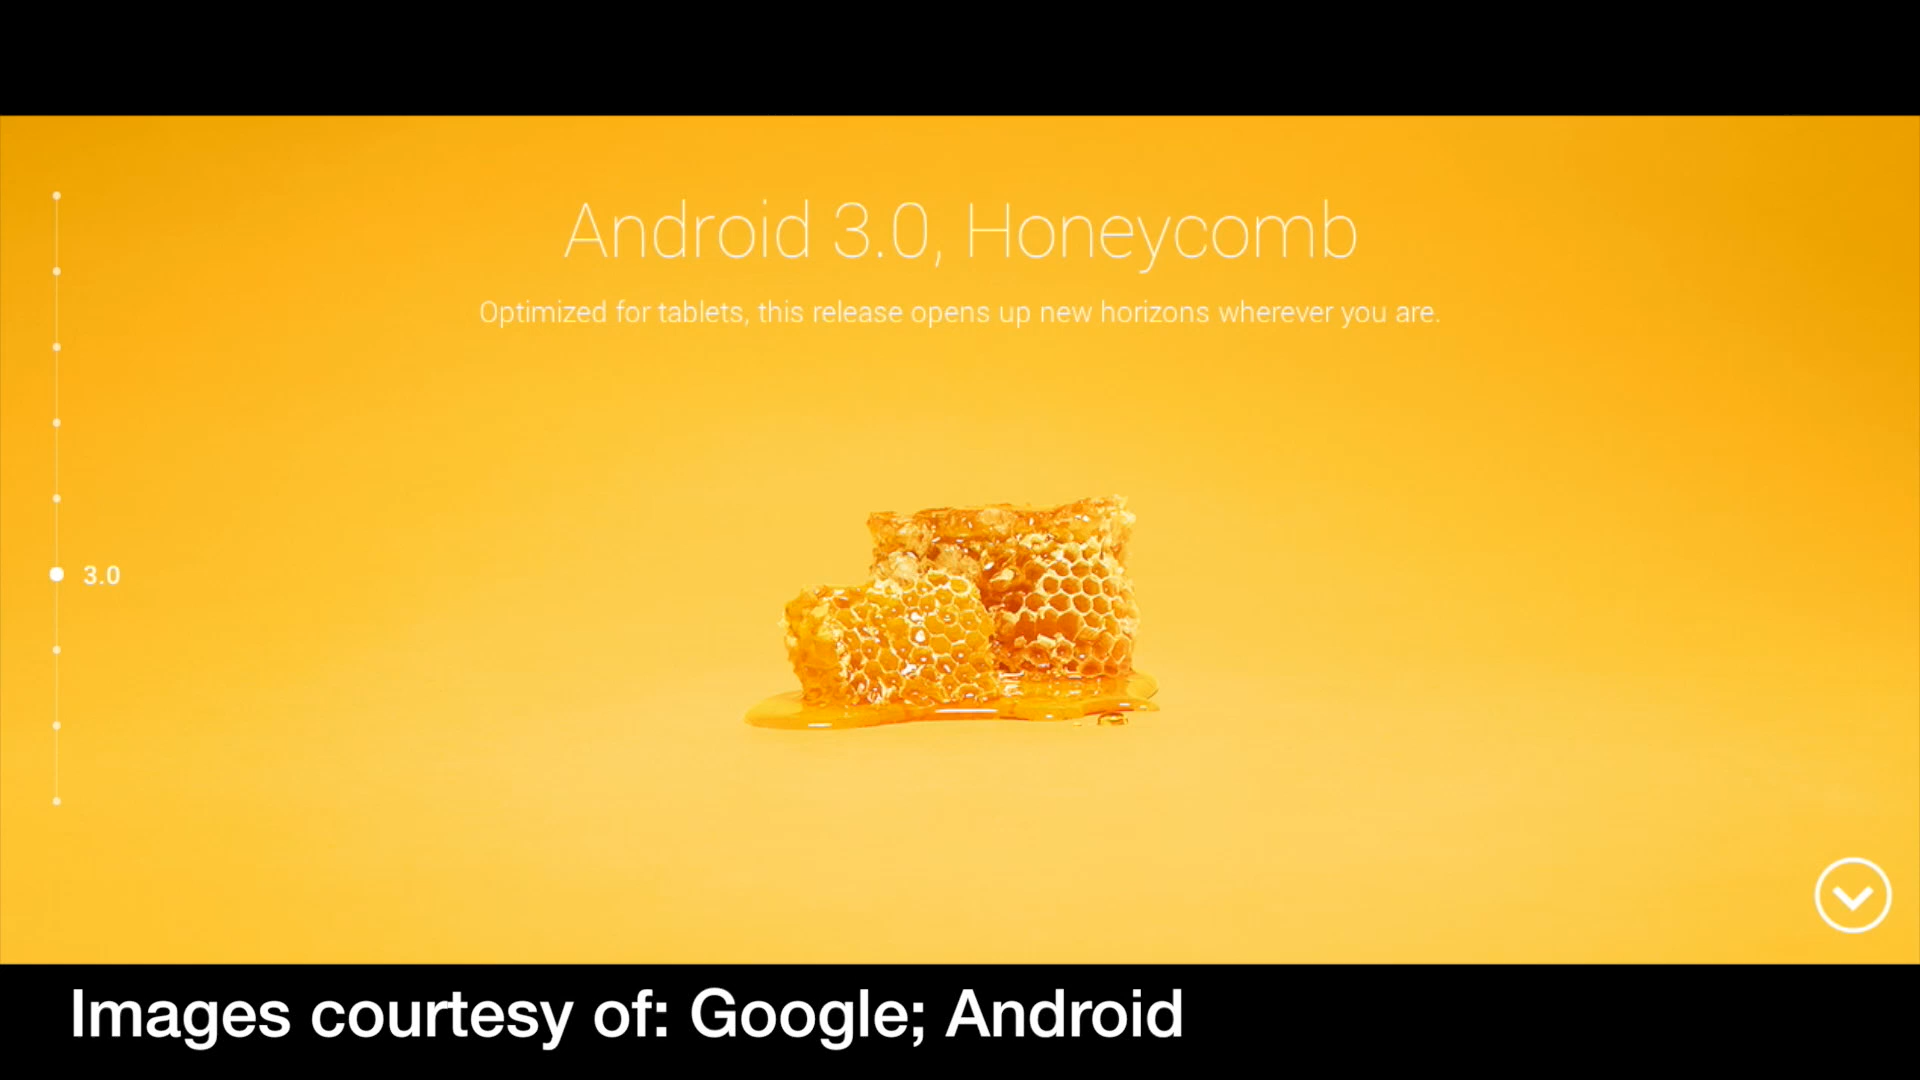 Android 3.0, Honeycomb
Optimized for tablets, this release opens up new horizons wherever you are.
3.0
Images courtesy of: Google; Android